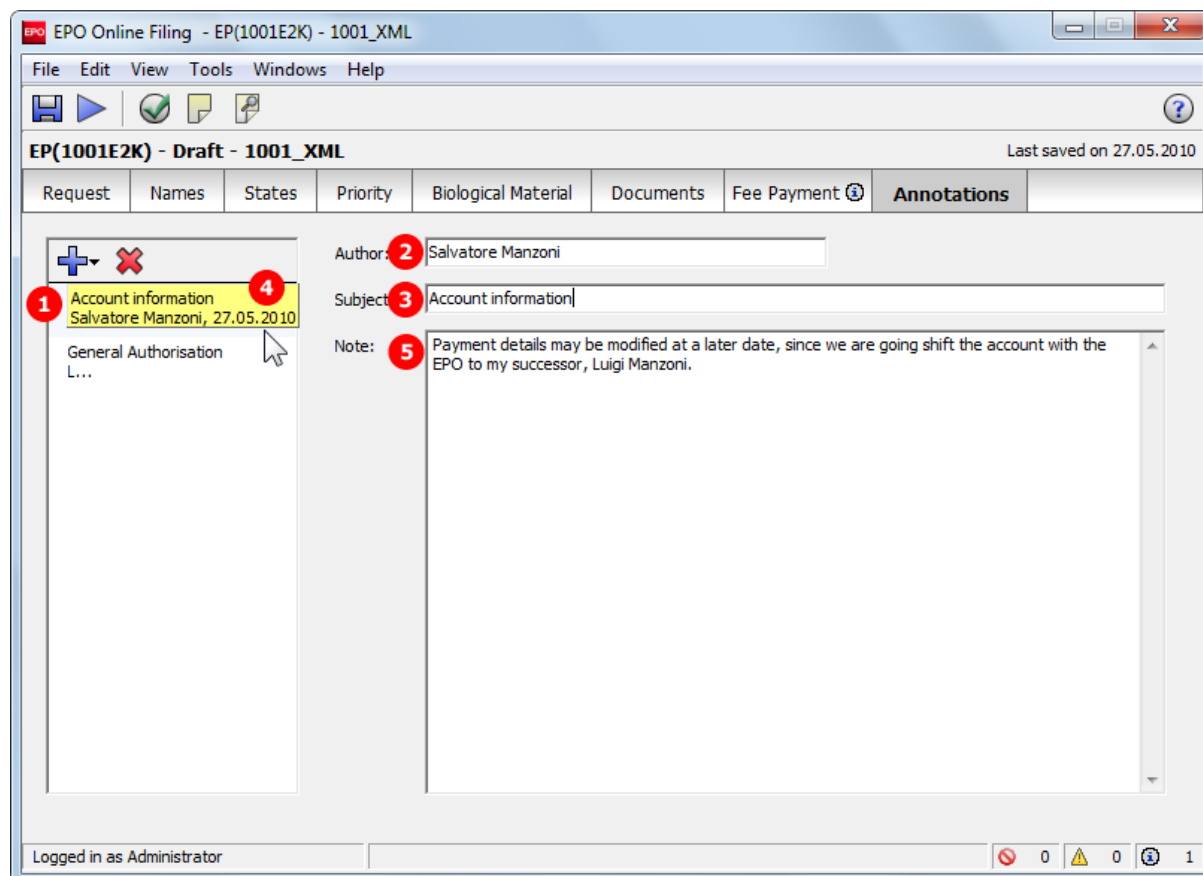 EPO EPO Online Filing - EP(1001E2K) - 1001_XML
File Edit View Tools Windows Help
EP(1001E2K) - Draft - 1001_XML Last saved on 27.05.2010
Request Names States Priority Biological Material Documents Fee Payment Annotations
Author: 2 Salvatore Manzoni
4
1 Account information
Salvatore Manzoni, 27.05.2010
Subject 3 Account information
General Authorisation
L...
Note: 5 Payment details may be modified at a later date, since we are going shift the account with the
EPO to my successor, Luigi Manzoni.
Logged in as Administrator 0 0 1